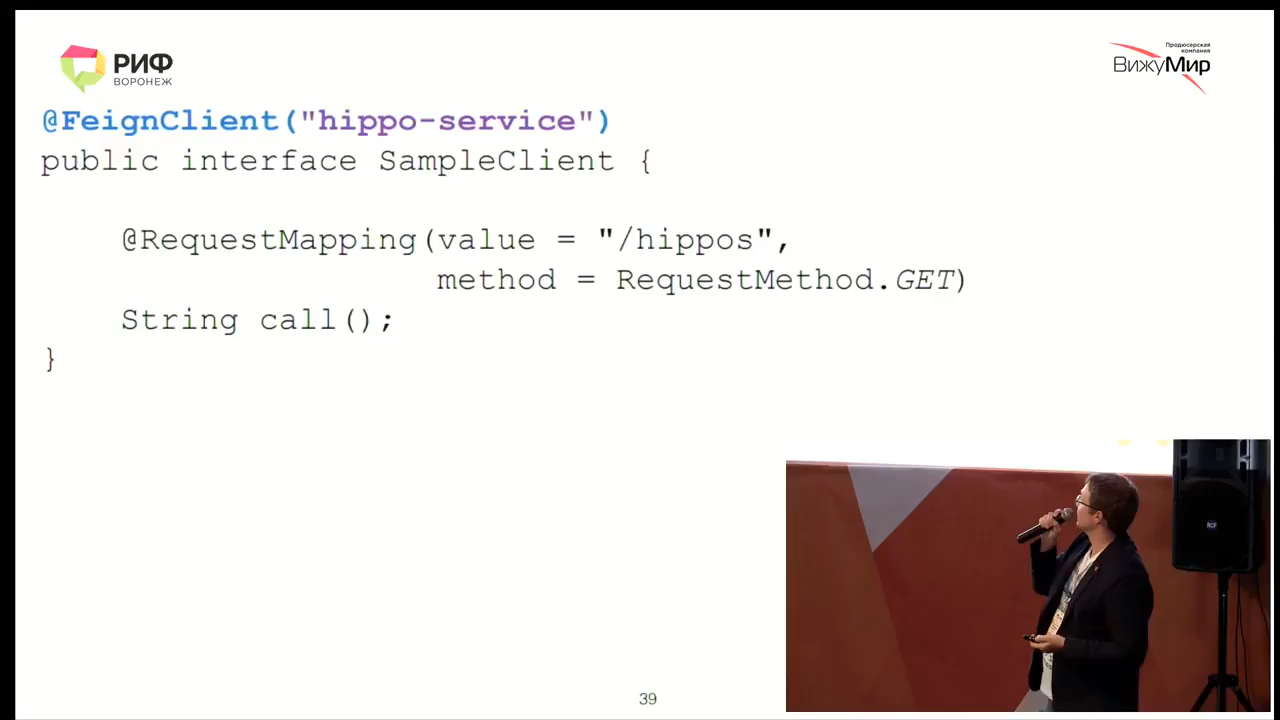 РИФ
ВОРОНЕЖ
Продюсерская
компания
ВижуМир
@FeignClient("hippo-service")
public interface SampleClient {
@RequestMapping(value = "/hippos",
method = RequestMethod.GET)
String call();
}
RCF
39